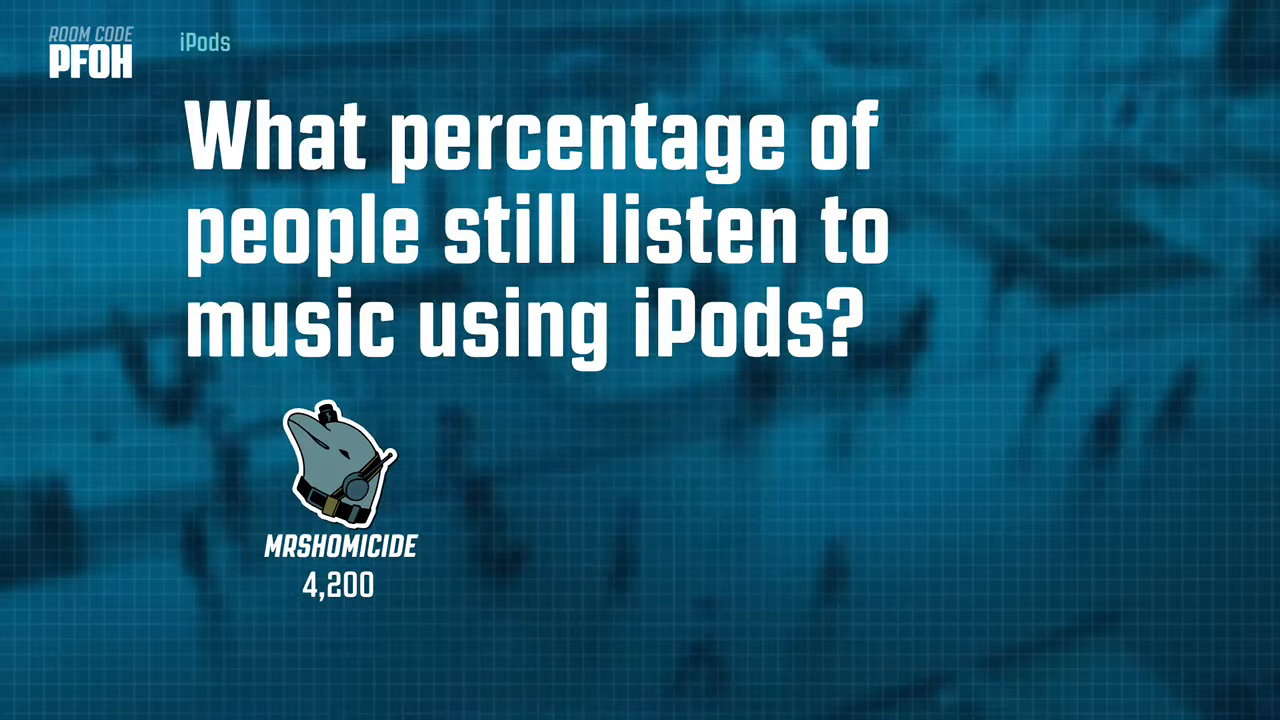 ROOM CODE
PFOH
iPods
What percentage of
people still listen to
music using iPods?
MRSHOMICIDE
4,200